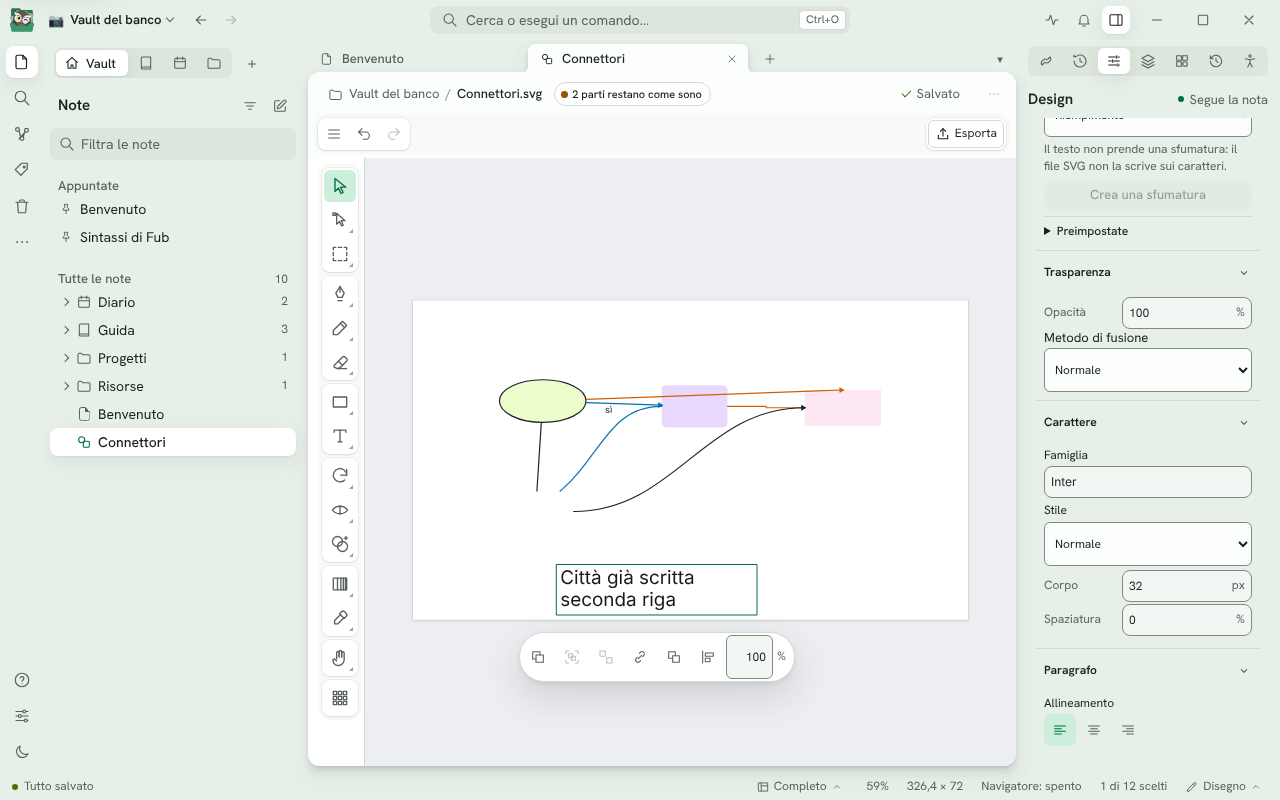 Vault del banco
Cerca o esegui un comando…
Ctrl+O
Vault
Note
Filtra le note
Appuntate
Benvenuto
Sintassi di Fub
Tutte le note
10
Diario
2
Guida
3
Progetti
1
Risorse
1
Benvenuto
Connettori
Tutto salvato
Benvenuto
Connettori
Vault del banco / Connettori.svg
2 parti restano come sono
Salvato
Esporta
sì
Città già scritta
seconda riga
100 %
Design
Segue la nota
Il testo non prende una sfumatura: il
file SVG non la scrive sui caratteri.
Crea una sfumatura
Preimpostate
Trasparenza
Opacità
100 %
Metodo di fusione
Normale
Carattere
Famiglia
Inter
Stile
Normale
Corpo
32 px
Spaziatura
0 %
Paragrafo
Allineamento
Completo
59%
326,4 × 72
Navigatore: spento
1 di 12 scelti
Disegno